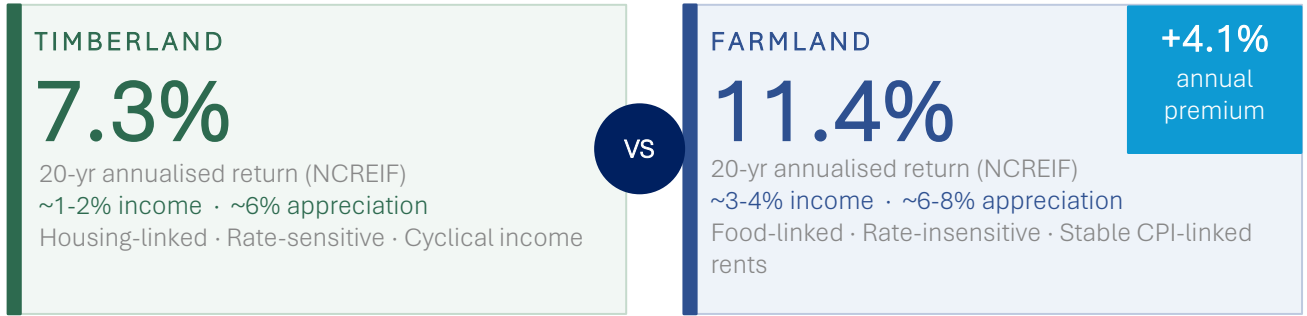 TIMBERLAND
7.3%
20-yr annualised return (NCREIF)
~1-2% income · ~6% appreciation
Housing-linked · Rate-sensitive · Cyclical income
VS
FARMLAND
11.4%
20-yr annualised return (NCREIF)
~3-4% income · ~6-8% appreciation
Food-linked · Rate-insensitive · Stable CPI-linked
rents
+4.1%
annual
premium